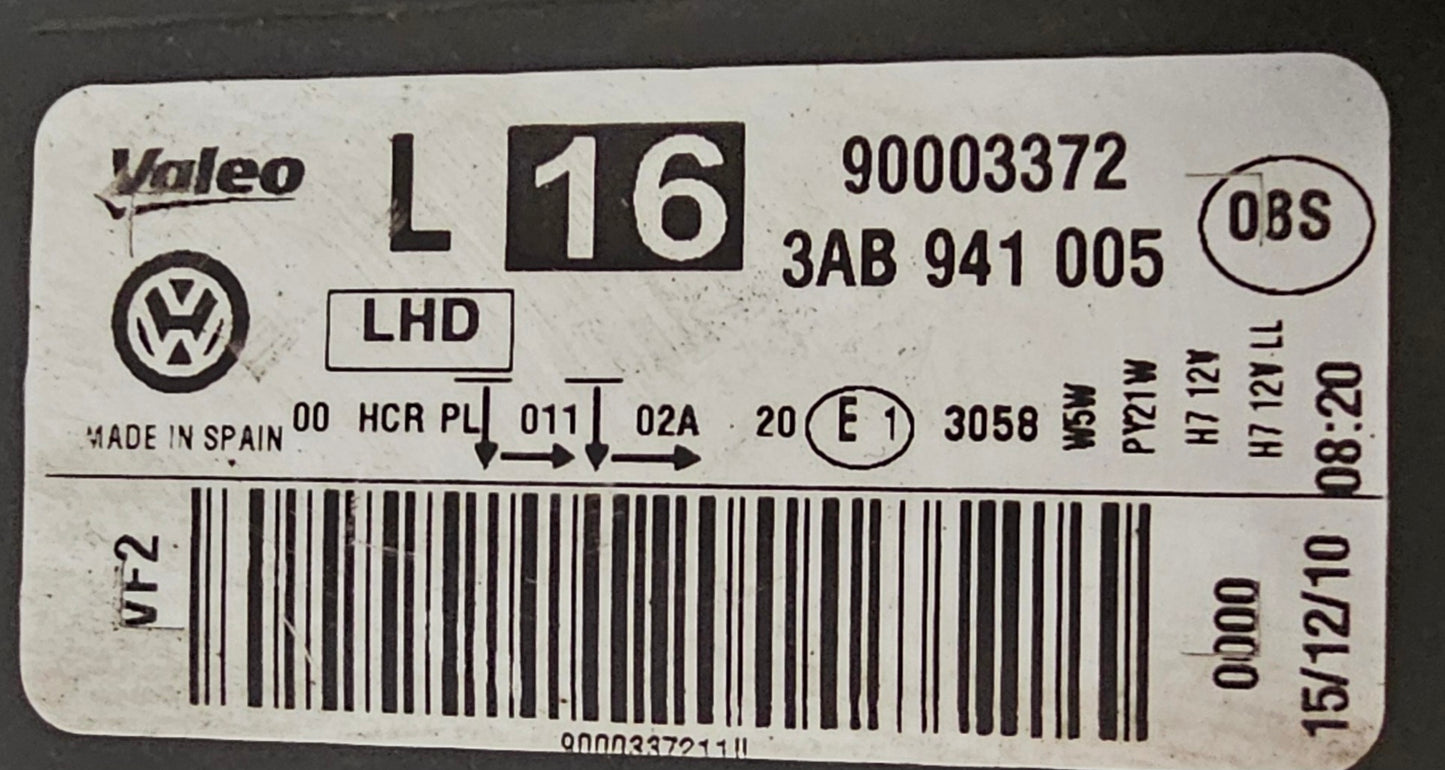 Valeo
L 16
90003372
3AB 941 005
OBS
LHD
MADE IN SPAIN
00 HCR PL 011 02A 20 E 1 3058
W5W
PY21W
H7 12V
H7 12V LL
08:20
VF2
0000
15/12/10